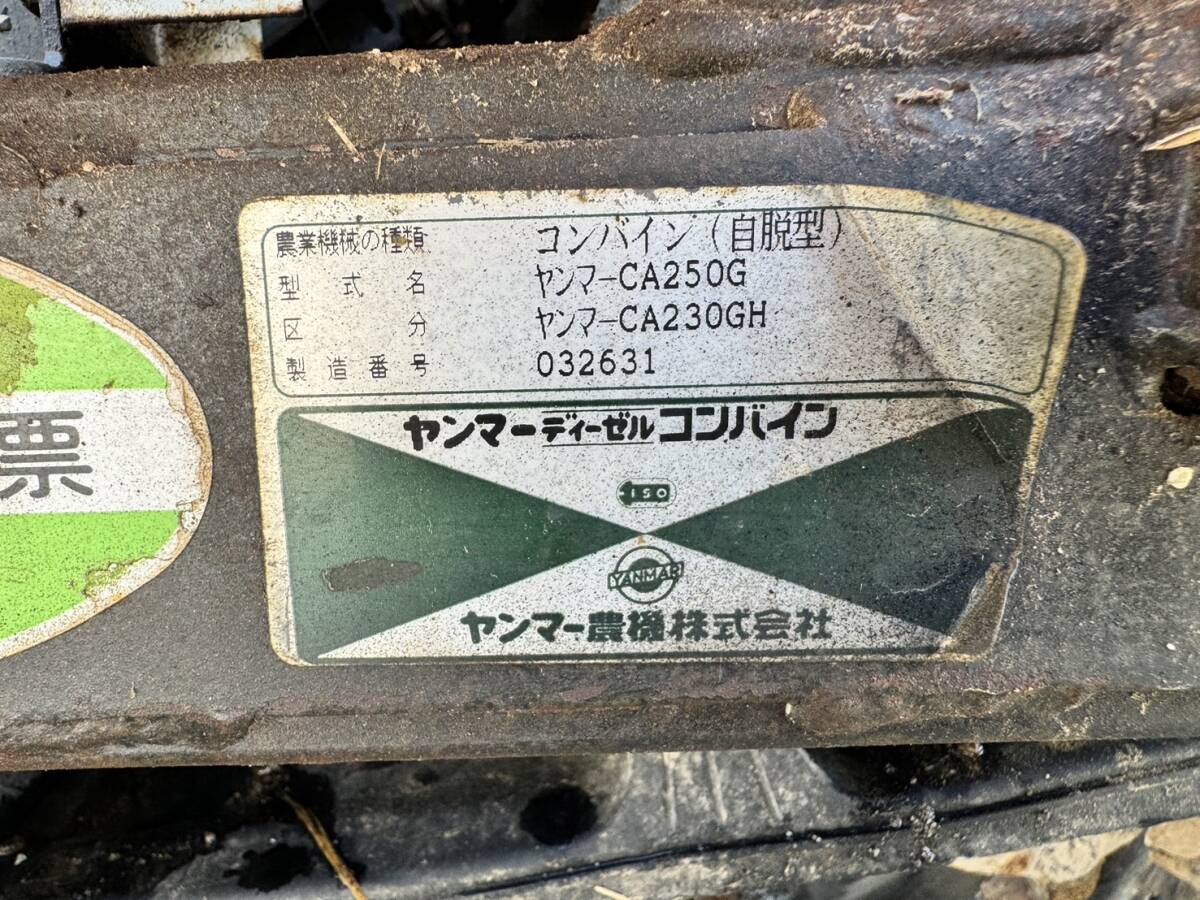 農業機械の種類 コンバイン(自脱型)
型式名 ヤンマーCA250G
区分 ヤンマーCA230GH
製造番号 032631
ヤンマーディーゼルコンバイン
ISO
YANMAR
ヤンマー農機株式会社
票